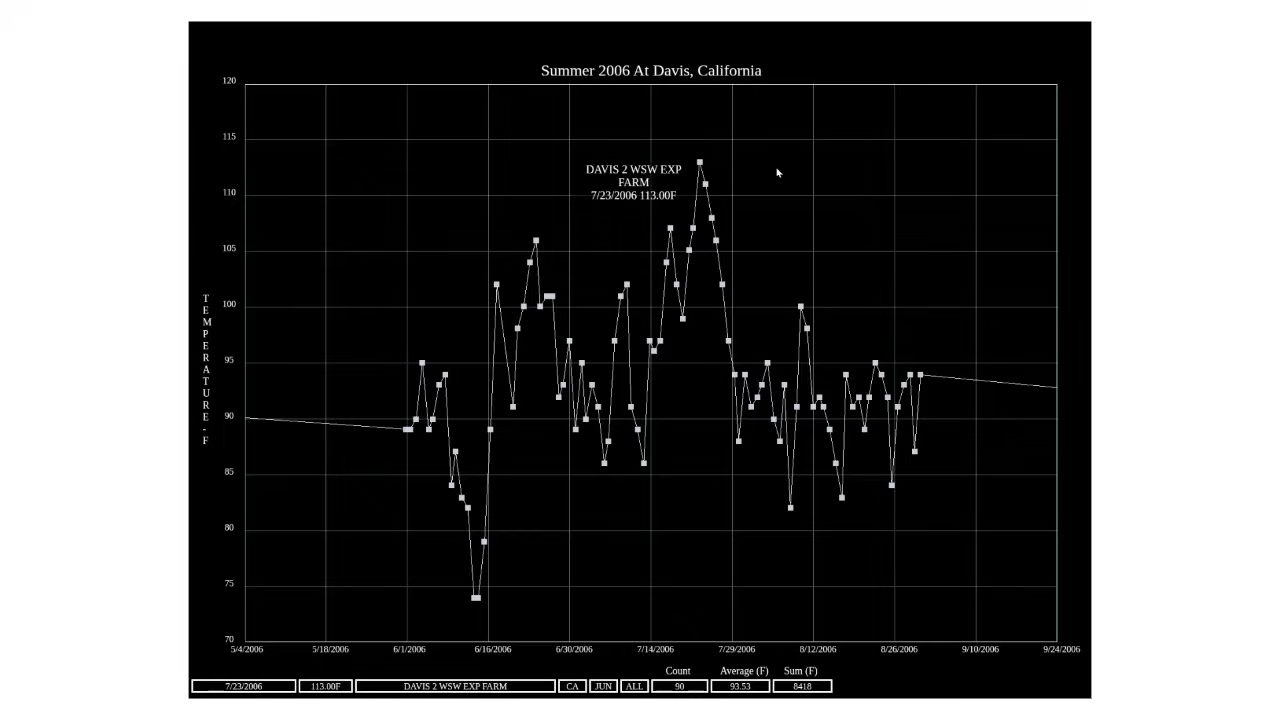 Summer 2006 At Davis, California
120
115
110
105
100
95
90
85
80
75
70
TEMPERATURE-F
DAVIS 2 WSW EXP
FARM
7/23/2006 113.00F
5/4/2006 5/18/2006 6/1/2006 6/16/2006 6/30/2006 7/14/2006 7/29/2006 8/12/2006 8/26/2006 9/10/2006 9/24/2006
Count Average (F) Sum (F)
7/23/2006 113.00F DAVIS 2 WSW EXP FARM CA JUN ALL 90 93.53 8418